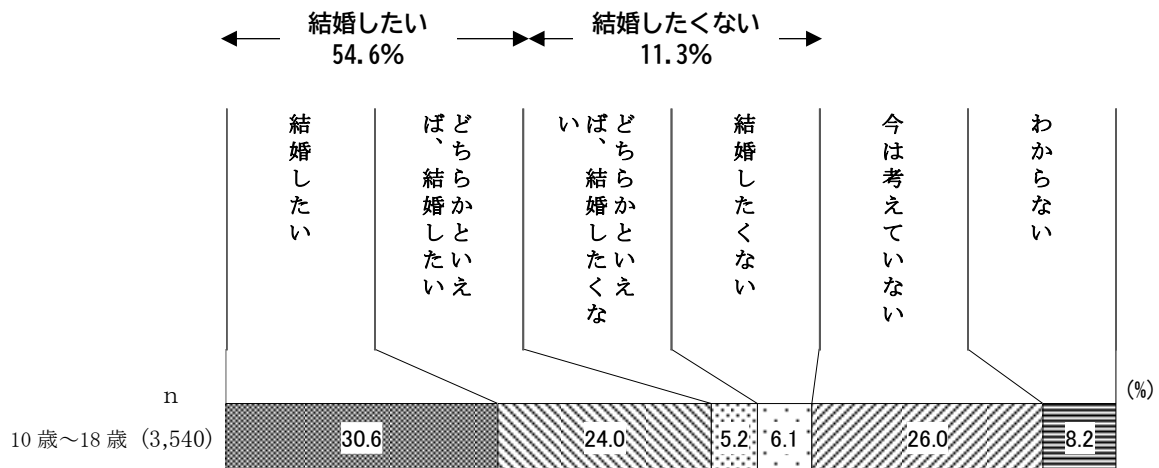 結婚したい
54.6%
結婚したくない
11.3%
結婚したい
どちらかといえ
ば、結婚したい
どちらかといえ
ば、結婚したくな
い
結婚したくない
今は考えていない
わからない
(%)
n
10 歳～18 歳 (3,540)
30.6
24.0
5.2
6.1
26.0
8.2